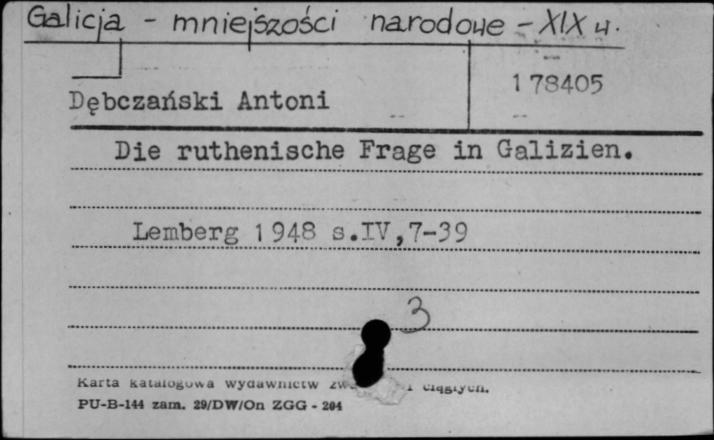 Galicja - mniejszości narodowe - XIX w.
178405
Dębczański Antoni
Die ruthenische Frage in Galizien.
Lemberg 1948 s.IV,7-39
3
Karta katalogowa wydawnictw ciągłych.
PU-B-144 zam. 29/DW/On ZGG - 204